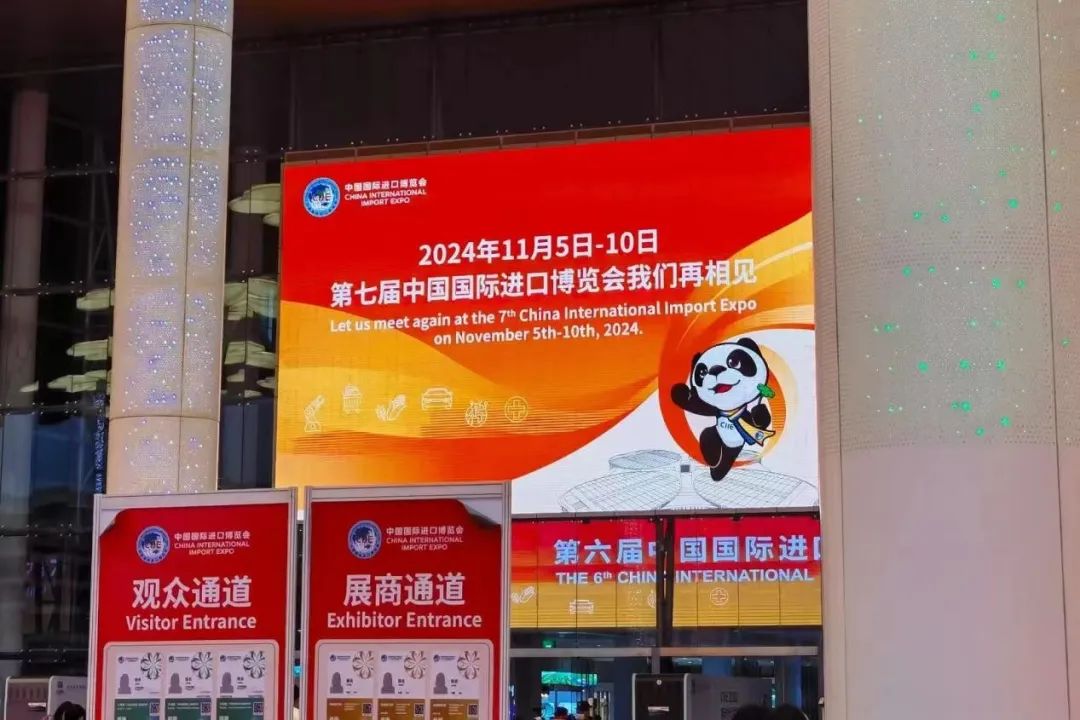 中国国际进口博览会
CHINA INTERNATIONAL
IMPORT EXPO
2024年11月5日-10日
第七届中国国际进口博览会我们再相见
Let us meet again at the 7th China International Import Expo
on November 5th-10th, 2024.
CIIE
第六届中国国际进口
THE 6th CHINA INTERNATIONAL
中国国际进口博览会
CHINA INTERNATIONAL
IMPORT EXPO
观众通道
Visitor Entrance
中国国际进口博览会
CHINA INTERNATIONAL
IMPORT EXPO
展商通道
Exhibitor Entrance